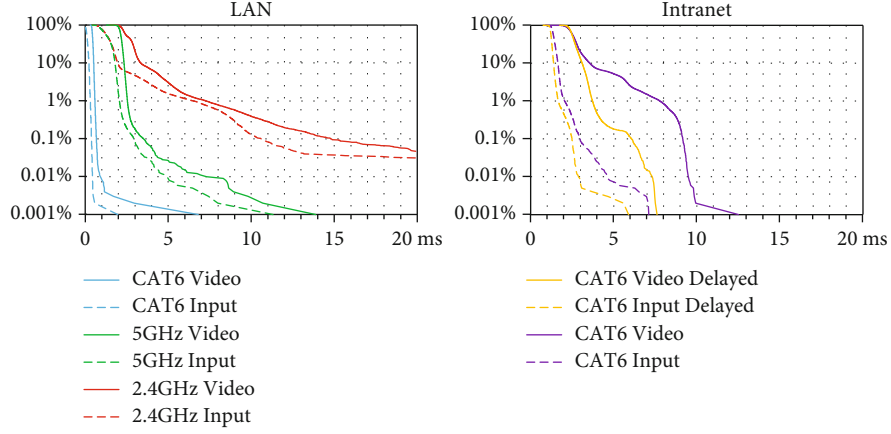 LAN
100%
10%
1%
0.1%
0.01%
0.001%
0 5 10 15 20 ms
CAT6 Video
CAT6 Input
5GHz Video
5GHz Input
2.4GHz Video
2.4GHz Input
Intranet
100%
10%
1%
0.1%
0.01%
0.001%
0 5 10 15 20 ms
CAT6 Video Delayed
CAT6 Input Delayed
CAT6 Video
CAT6 Input